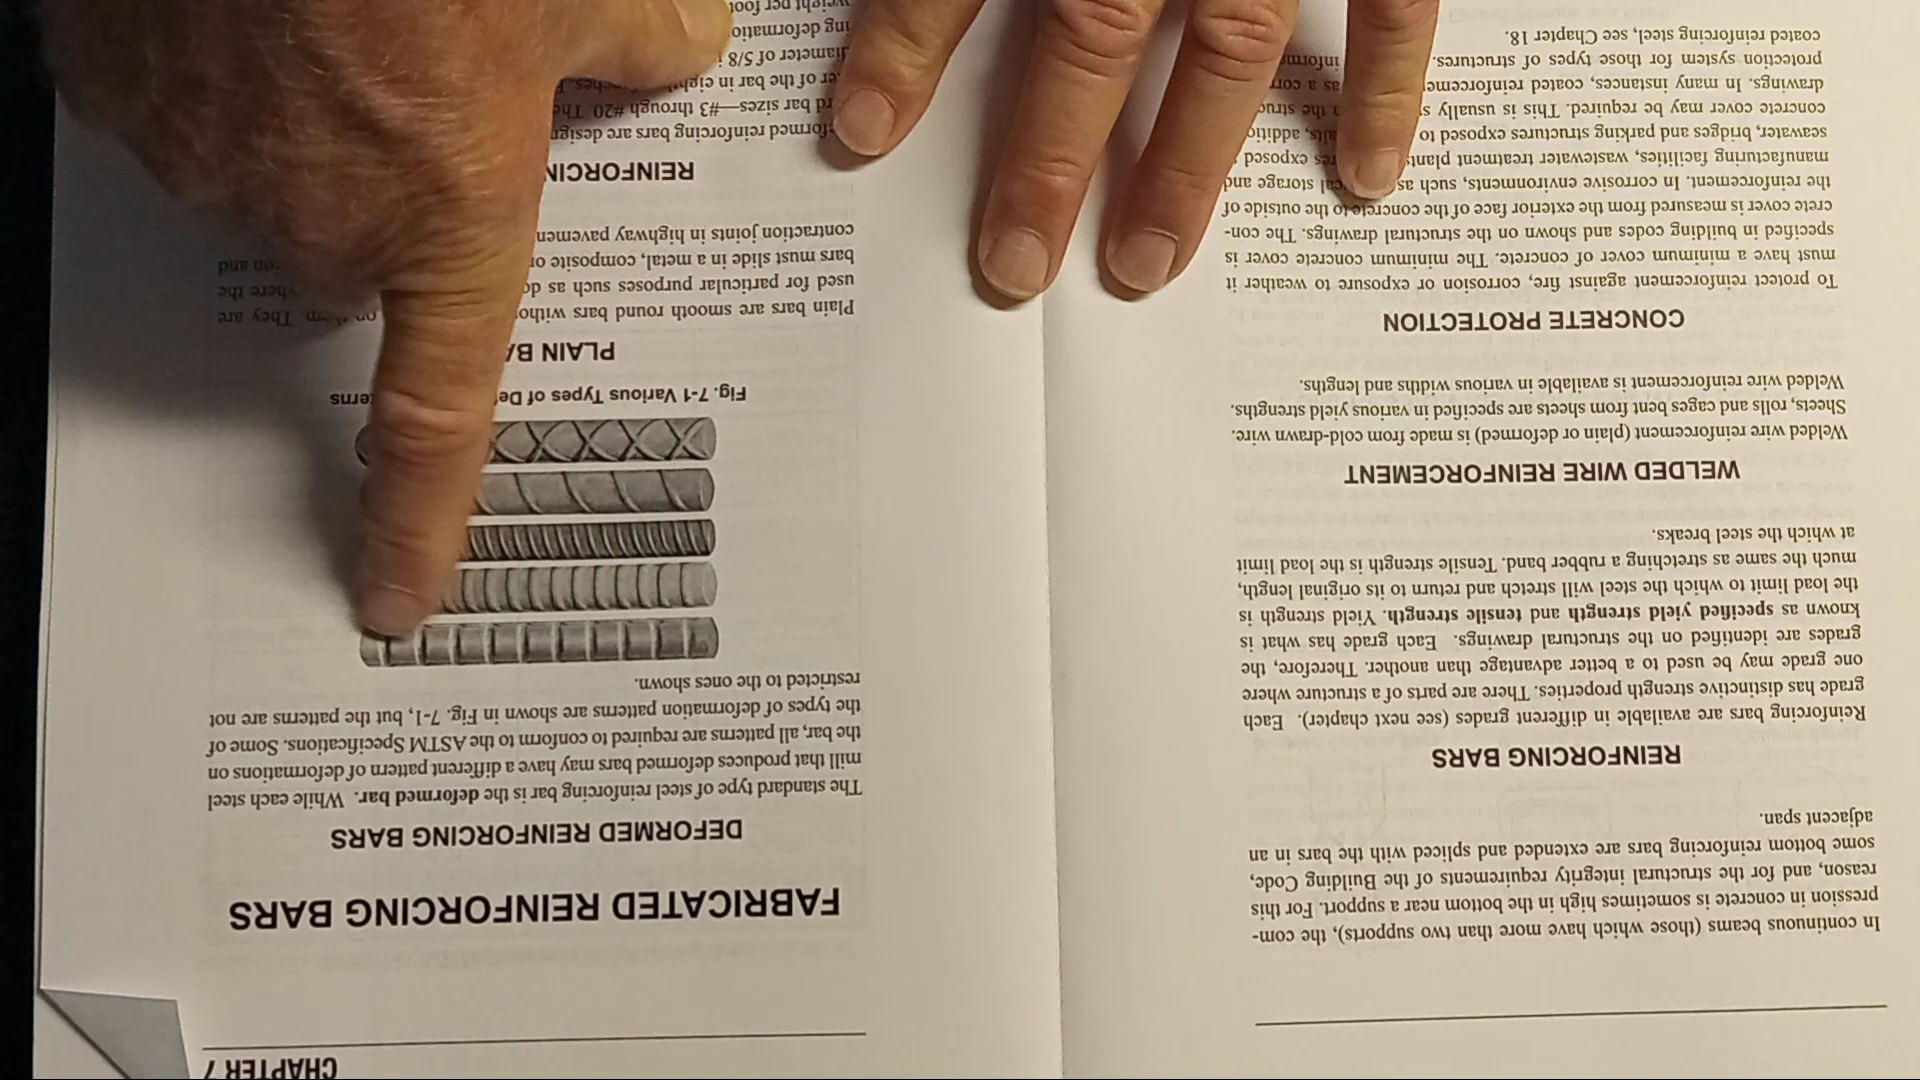 In continuous beams (those which have more than two supports), the com-
pression in concrete is sometimes high in the bottom near a support. For this
reason, and for the structural integrity requirements of the Building Code,
some bottom reinforcing bars are extended and spliced with the bars in an
adjacent span.
REINFORCING BARS
Reinforcing bars are available in different grades (see next chapter). Each
grade has distinctive strength properties. There are parts of a structure where
one grade may be used to a better advantage than another. Therefore, the
grades are identified on the structural drawings. Each grade has what is
known as specified yield strength and tensile strength. Yield strength is
the load limit to which the steel will stretch and return to its original length,
much the same as stretching a rubber band. Tensile strength is the load limit
at which the steel breaks.
WELDED WIRE REINFORCEMENT
Welded wire reinforcement (plain or deformed) is made from cold-drawn wire.
Sheets, rolls and cages bent from sheets are specified in various yield strengths.
Welded wire reinforcement is available in various widths and lengths.
CONCRETE PROTECTION
To protect reinforcement against fire, corrosion or exposure to weather it
must have a minimum cover of concrete. The minimum concrete cover is
specified in building codes and shown on the structural drawings. The con-
crete cover is measured from the exterior face of the concrete to the outside of
the reinforcement. In corrosive environments, such as storage and
manufacturing facilities, wastewater treatment plants exposed
seawater, bridges and parking structures exposed to
concrete cover may be required. This is usually the
drawings. In many instances, coated as a
protection system for those types of structures.
coated reinforcing steel, see Chapter 18.
CHAPTER 7
FABRICATED REINFORCING BARS
DEFORMED REINFORCING BARS
The standard type of steel reinforcing bar is the deformed bar. While each steel
mill that produces deformed bars may have a different pattern of deformations on
the bar, all patterns are required to conform to the ASTM Specifications. Some of
the types of deformation patterns are shown in Fig. 7-1, but the patterns are not
restricted to the ones shown.
Fig. 7-1 Various Types of
PLAIN
Plain bars are smooth round bars on them. They are
used for particular purposes such as where the
bars must slide in a metal, composite and
contraction joints in highway
REINFORCING
reinforcing bars are
bar sizes—#3 through #20. The
of the bar in
diameter of 5/8
weight per foot